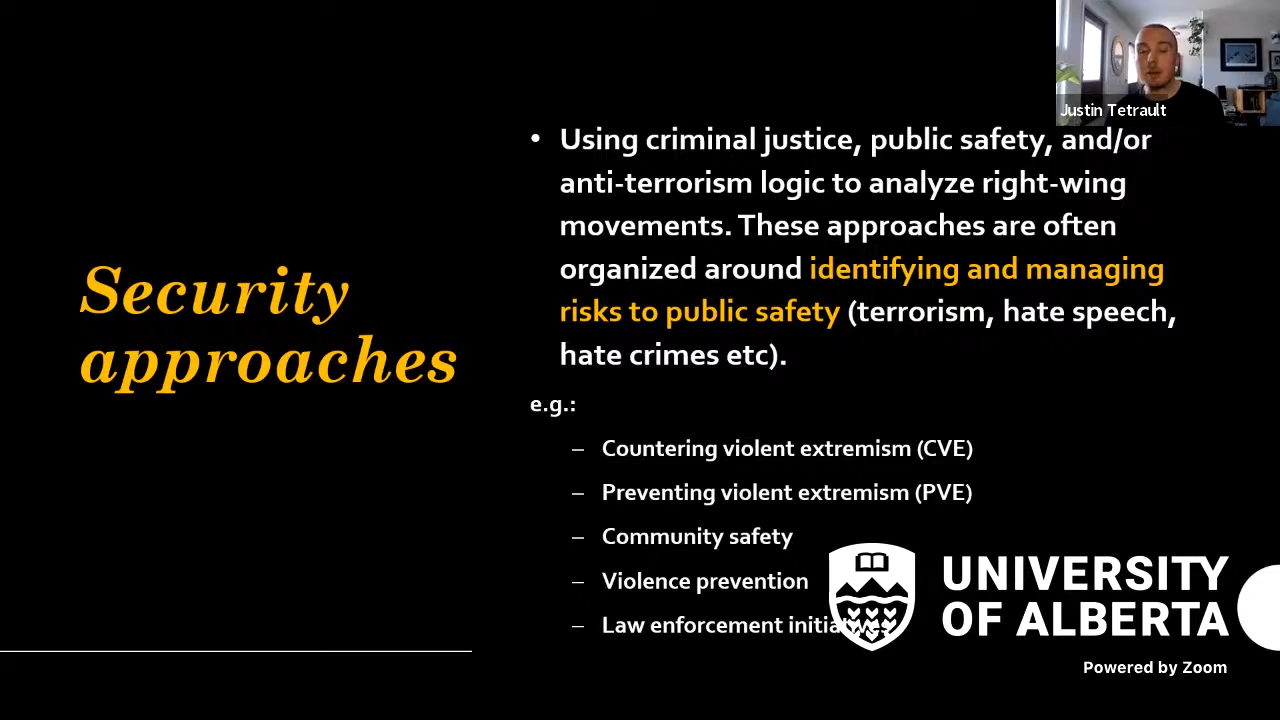 Justin Tetrault
Security
approaches
• Using criminal justice, public safety, and/or
anti-terrorism logic to analyze right-wing
movements. These approaches are often
organized around identifying and managing
risks to public safety (terrorism, hate speech,
hate crimes etc).
e.g.:
– Countering violent extremism (CVE)
– Preventing violent extremism (PVE)
– Community safety
– Violence prevention
– Law enforcement initiatives
UNIVERSITY
OF ALBERTA
Powered by Zoom